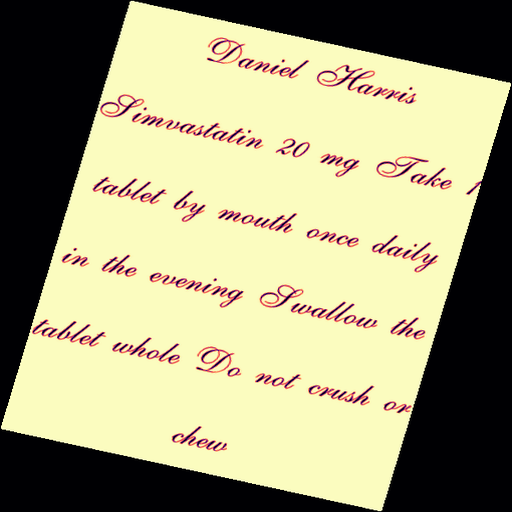 Daniel Harris
Simvastatin 20 mg Take 1
tablet by mouth once daily
in the evening Swallow the
tablet whole Do not crush or
chew